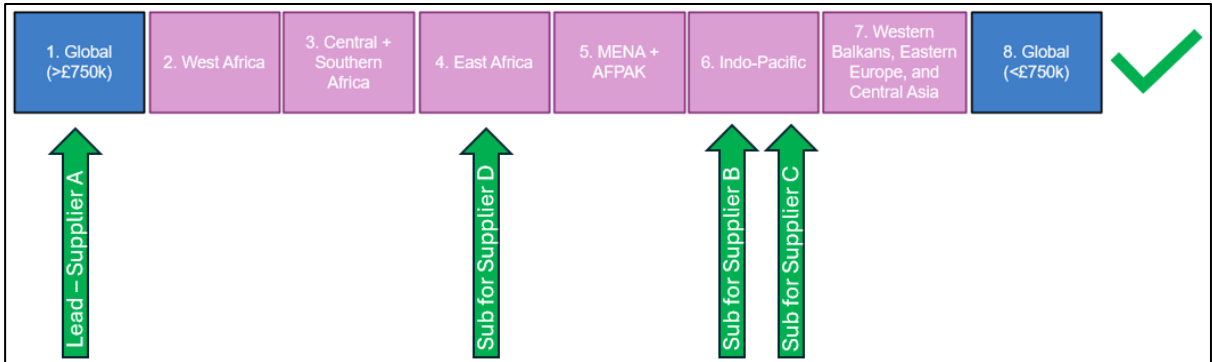 1. Global
(>£750k)
2. West Africa
3. Central +
Southern
Africa
4. East Africa
5. MENA +
AFPAK
6. Indo-Pacific
7. Western
Balkans, Eastern
Europe, and
Central Asia
8. Global
(<£750k)
Lead – Supplier A
Sub for Supplier D
Sub for Supplier B
Sub for Supplier C